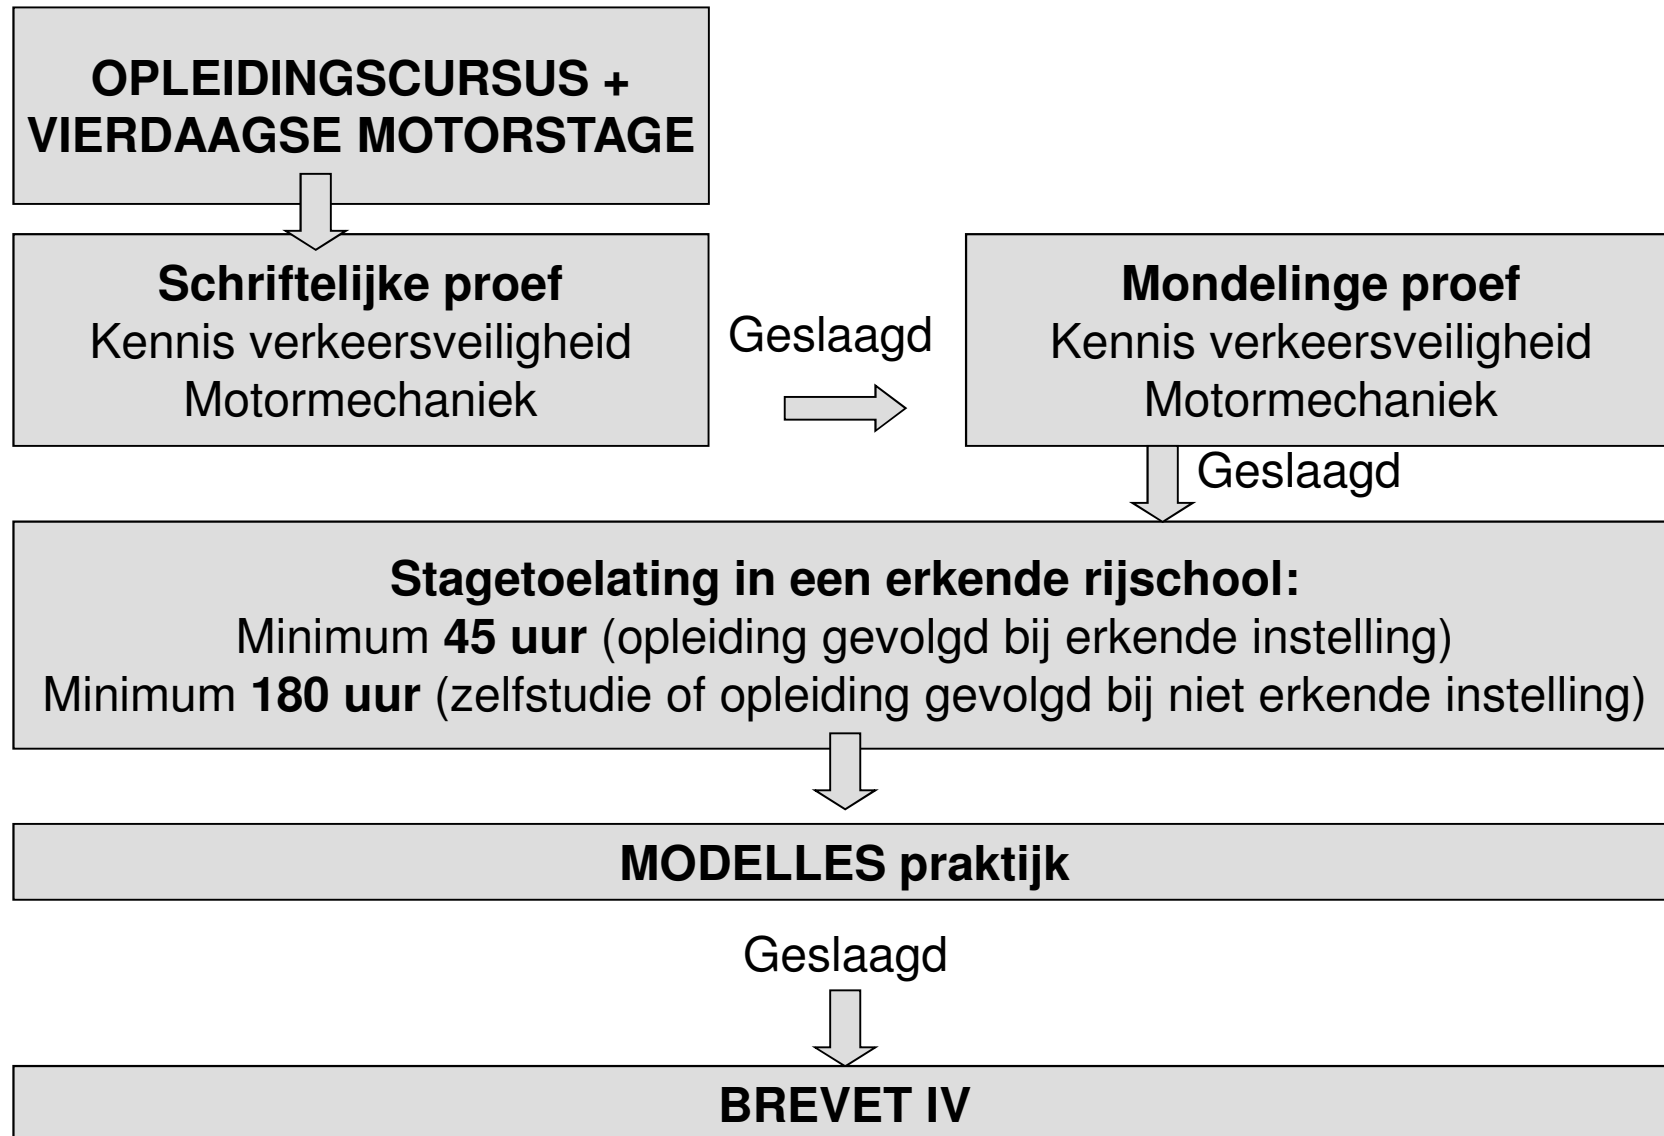 OPLEIDINGSCURSUS +
VIERDAAGSE MOTORSTAGE
Schriftelijke proef
Kennis verkeersveiligheid
Motormechaniek
Geslaagd
Mondelinge proef
Kennis verkeersveiligheid
Motormechaniek
Geslaagd
Stagetoelating in een erkende rijschool:
Minimum 45 uur (opleiding gevolgd bij erkende instelling)
Minimum 180 uur (zelfstudie of opleiding gevolgd bij niet erkende instelling)
MODELLES praktijk
Geslaagd
BREVET IV